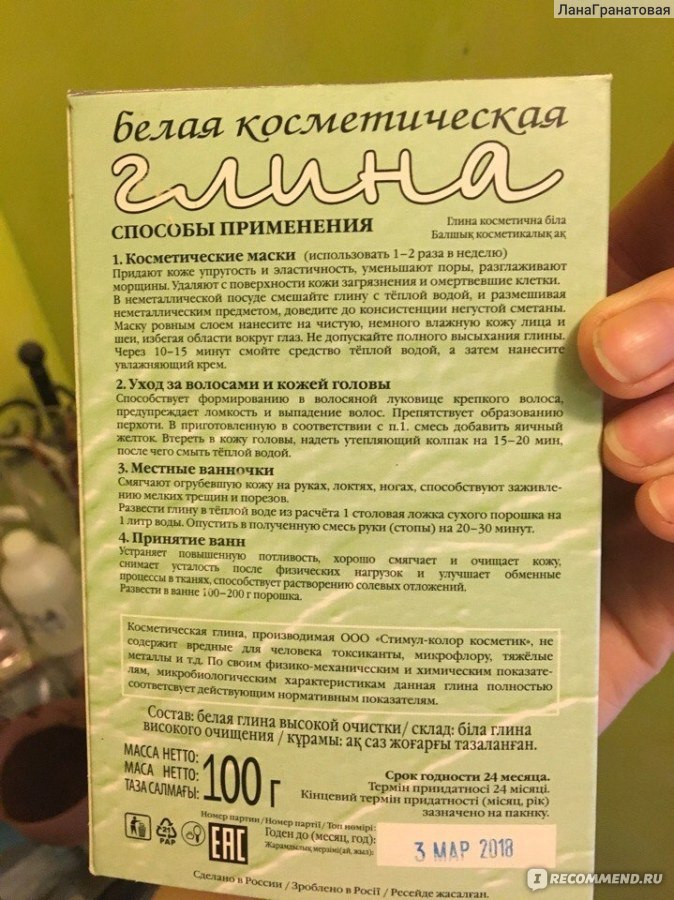 ЛанаГранатовая
белая косметическая
глина
СПОСОБЫ ПРИМЕНЕНИЯ
Глина косметична біла
Балшық косметикалық ақ
1. Косметические маски (использовать 1–2 раза в неделю)
Придают коже упругость и эластичность, уменьшают поры, разглаживают
морщины. Удаляют с поверхности кожи загрязнения и омертвевшие клетки.
В неметаллической посуде смешайте глину с тёплой водой, и размешивая
неметаллическим предметом, доведите до консистенции негустой сметаны.
Маску ровным слоем нанесите на чистую, немного влажную кожу лица и
шеи, избегая области вокруг глаз. Не допускайте полного высыхания глины.
Через 10–15 минут смойте средство тёплой водой, а затем нанесите
увлажняющий крем.
2. Уход за волосами и кожей головы
Способствует формированию в волосяной луковице крепкого волоса,
предупреждает ломкость и выпадение волос. Препятствует образованию
перхоти. В приготовленную в соответствии с п.1. смесь добавить яичный
желток. Втереть в кожу головы, надеть утепляющий колпак на 15–20 мин,
после чего смыть тёплой водой.
3. Местные ванночки
Смягчают огрубевшую кожу на руках, локтях, ногах, способствуют заживле-
нию мелких трещин и порезов.
Развести глину в тёплой воде из расчёта 1 столовая ложка сухого порошка на
1 литр воды. Опустить в полученную смесь руки (стопы) на 20–30 минут.
4. Принятие ванн
Устраняет повышенную потливость, хорошо смягчает и очищает кожу,
снимает усталость после физических нагрузок и улучшает обменные
процессы в тканях, способствует растворению солевых отложений.
Развести в ванне 100–200 г порошка.
Косметическая глина, производимая ООО «Стимул-колор косметик», не
содержит вредные для человека токсиканты, микрофлору, тяжёлые
металлы и т.д. По своим физико-механическим и химическим показате-
лям, микробиологическим характеристикам данная глина полностью
соответсвует действующим нормативным показателям.
Состав: белая глина высокой очистки/ склад: біла глина
високого очищення / құрамы: ақ саз жоғарғы тазаланған.
МАССА НЕТТО:
МАСА НЕТТО:
ТАЗА САЛМАҒЫ:
100 г
Срок годности 24 месяца.
Термін приидатності 24 місяці.
Кінцевий термін придатності (місяц, рік)
зазначено на пакнку.
Номер партии / Номер партії / Топ нөмірі:
Годен до (месяц, год):
Жарамдылық мерзімі(ай, жыл):
3 МАР 2018
21
PAP
ЕАС
Сделано в России / Зроблено в Росії / Ресейде жасалған.
IRECOMMEND.RU